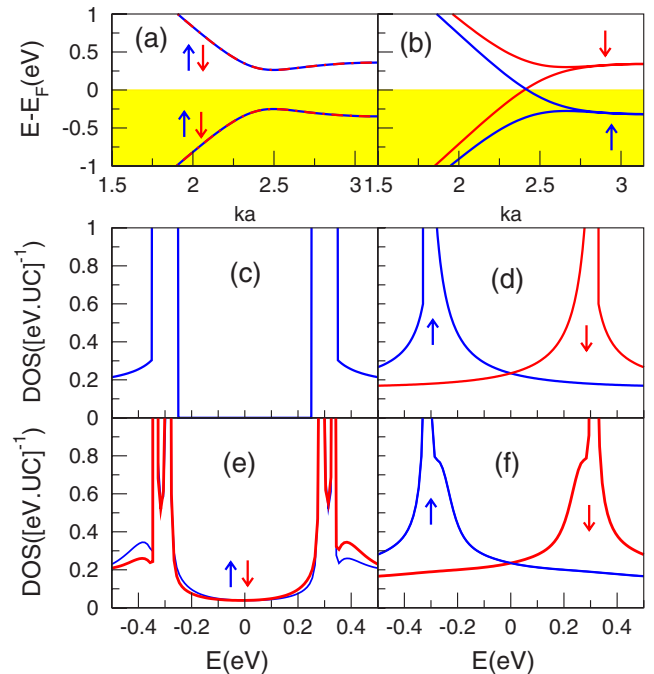 1
0.5
0
-0.5
-1
E-E_F(eV)
(a)
(b)
1.5 2 2.5 31.5 2 2.5 3
ka ka
1
0.8
0.6
0.4
0.2
0
DOS([eV.UC]^-1)
(c)
(d)
0.8
0.6
0.4
0.2
0
DOS([eV.UC]^-1)
(e)
(f)
-0.4 -0.2 0 0.2 0.4 -0.4 -0.2 0 0.2 0.4
E(eV) E(eV)